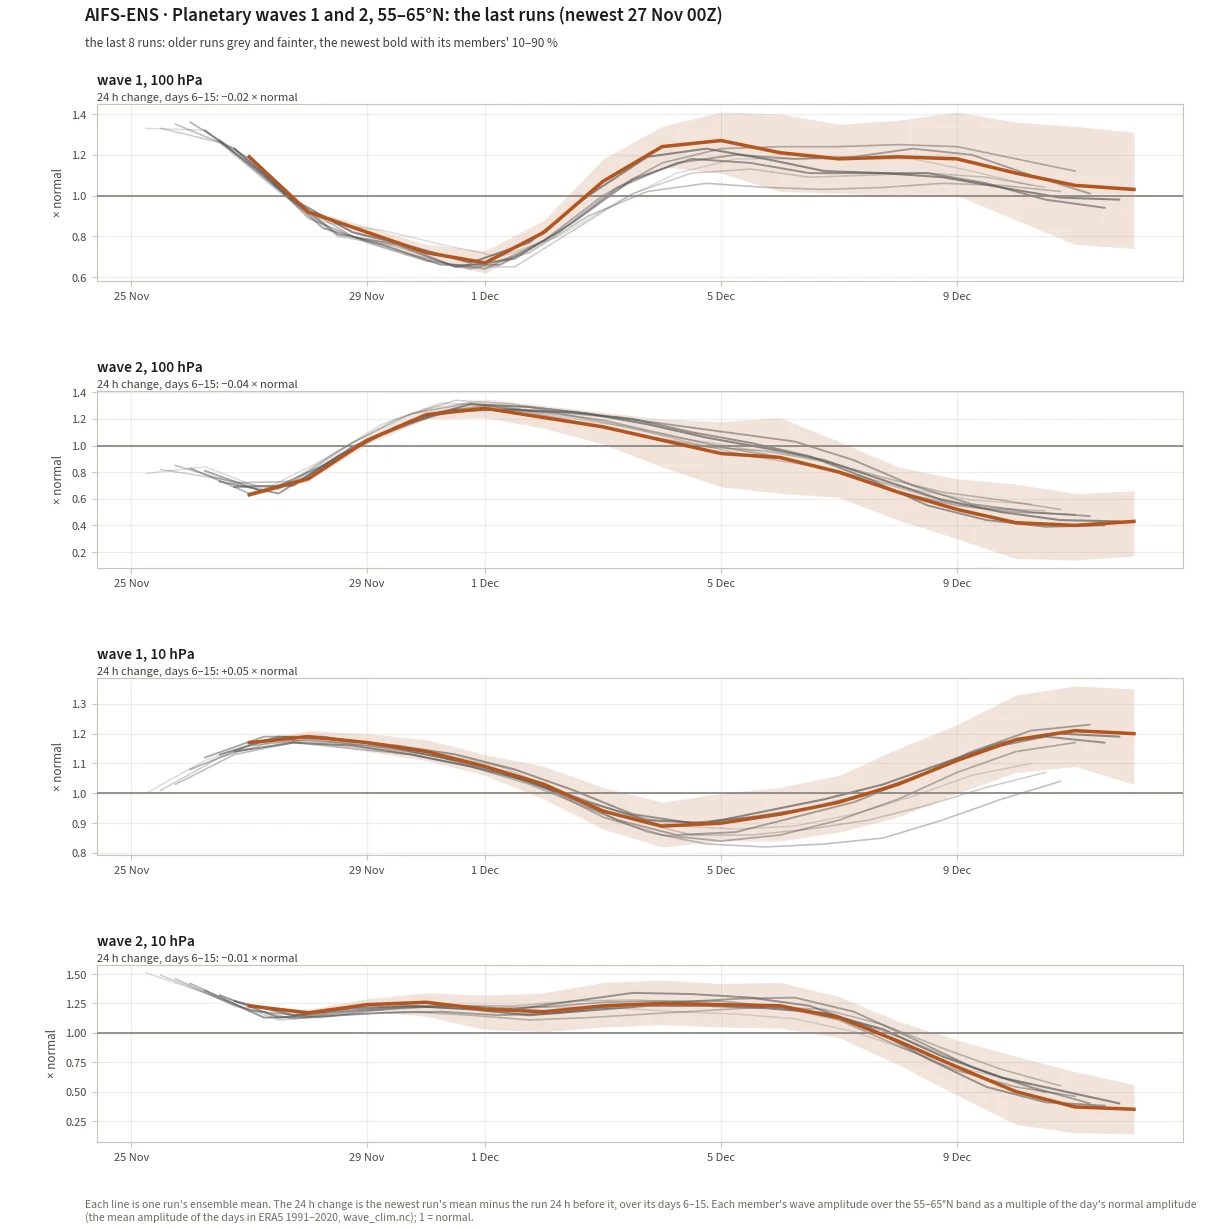 AIFS-ENS · Planetary waves 1 and 2, 55–65°N: the last runs (newest 27 Nov 00Z)
the last 8 runs: older runs grey and fainter, the newest bold with its members' 10–90 %
wave 1, 100 hPa
24 h change, days 6–15: −0.02 × normal
1.4
1.2
1.0
0.8
0.6
× normal
25 Nov
29 Nov
1 Dec
5 Dec
9 Dec
wave 2, 100 hPa
24 h change, days 6–15: −0.04 × normal
1.4
1.2
1.0
0.8
0.6
0.4
0.2
× normal
25 Nov
29 Nov
1 Dec
5 Dec
9 Dec
wave 1, 10 hPa
24 h change, days 6–15: +0.05 × normal
1.3
1.2
1.1
1.0
0.9
0.8
× normal
25 Nov
29 Nov
1 Dec
5 Dec
9 Dec
wave 2, 10 hPa
24 h change, days 6–15: −0.01 × normal
1.50
1.25
1.00
0.75
0.50
0.25
× normal
25 Nov
29 Nov
1 Dec
5 Dec
9 Dec
Each line is one run's ensemble mean. The 24 h change is the newest run's mean minus the run 24 h before it, over its days 6–15. Each member's wave amplitude over the 55–65°N band as a multiple of the day's normal amplitude
(the mean amplitude of the days in ERA5 1991–2020, wave_clim.nc); 1 = normal.